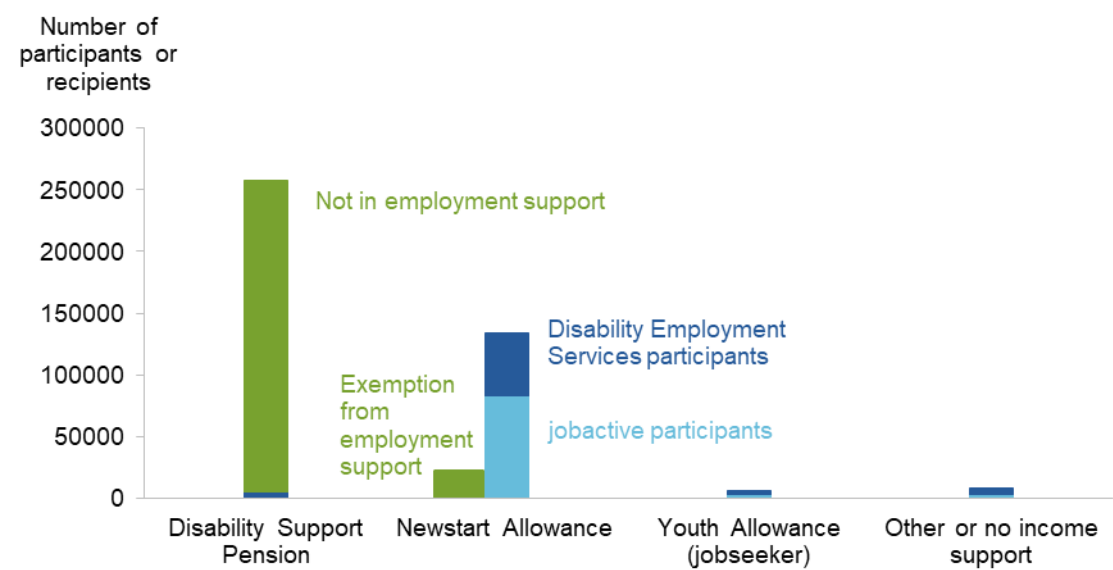 Number of
participants or
recipients
300000
250000
200000
150000
100000
50000
0
Not in employment support
Disability Employment
Services participants
Exemption
from
employment
support
jobactive participants
Disability Support
Pension
Newstart Allowance
Youth Allowance
(jobseeker)
Other or no income
support